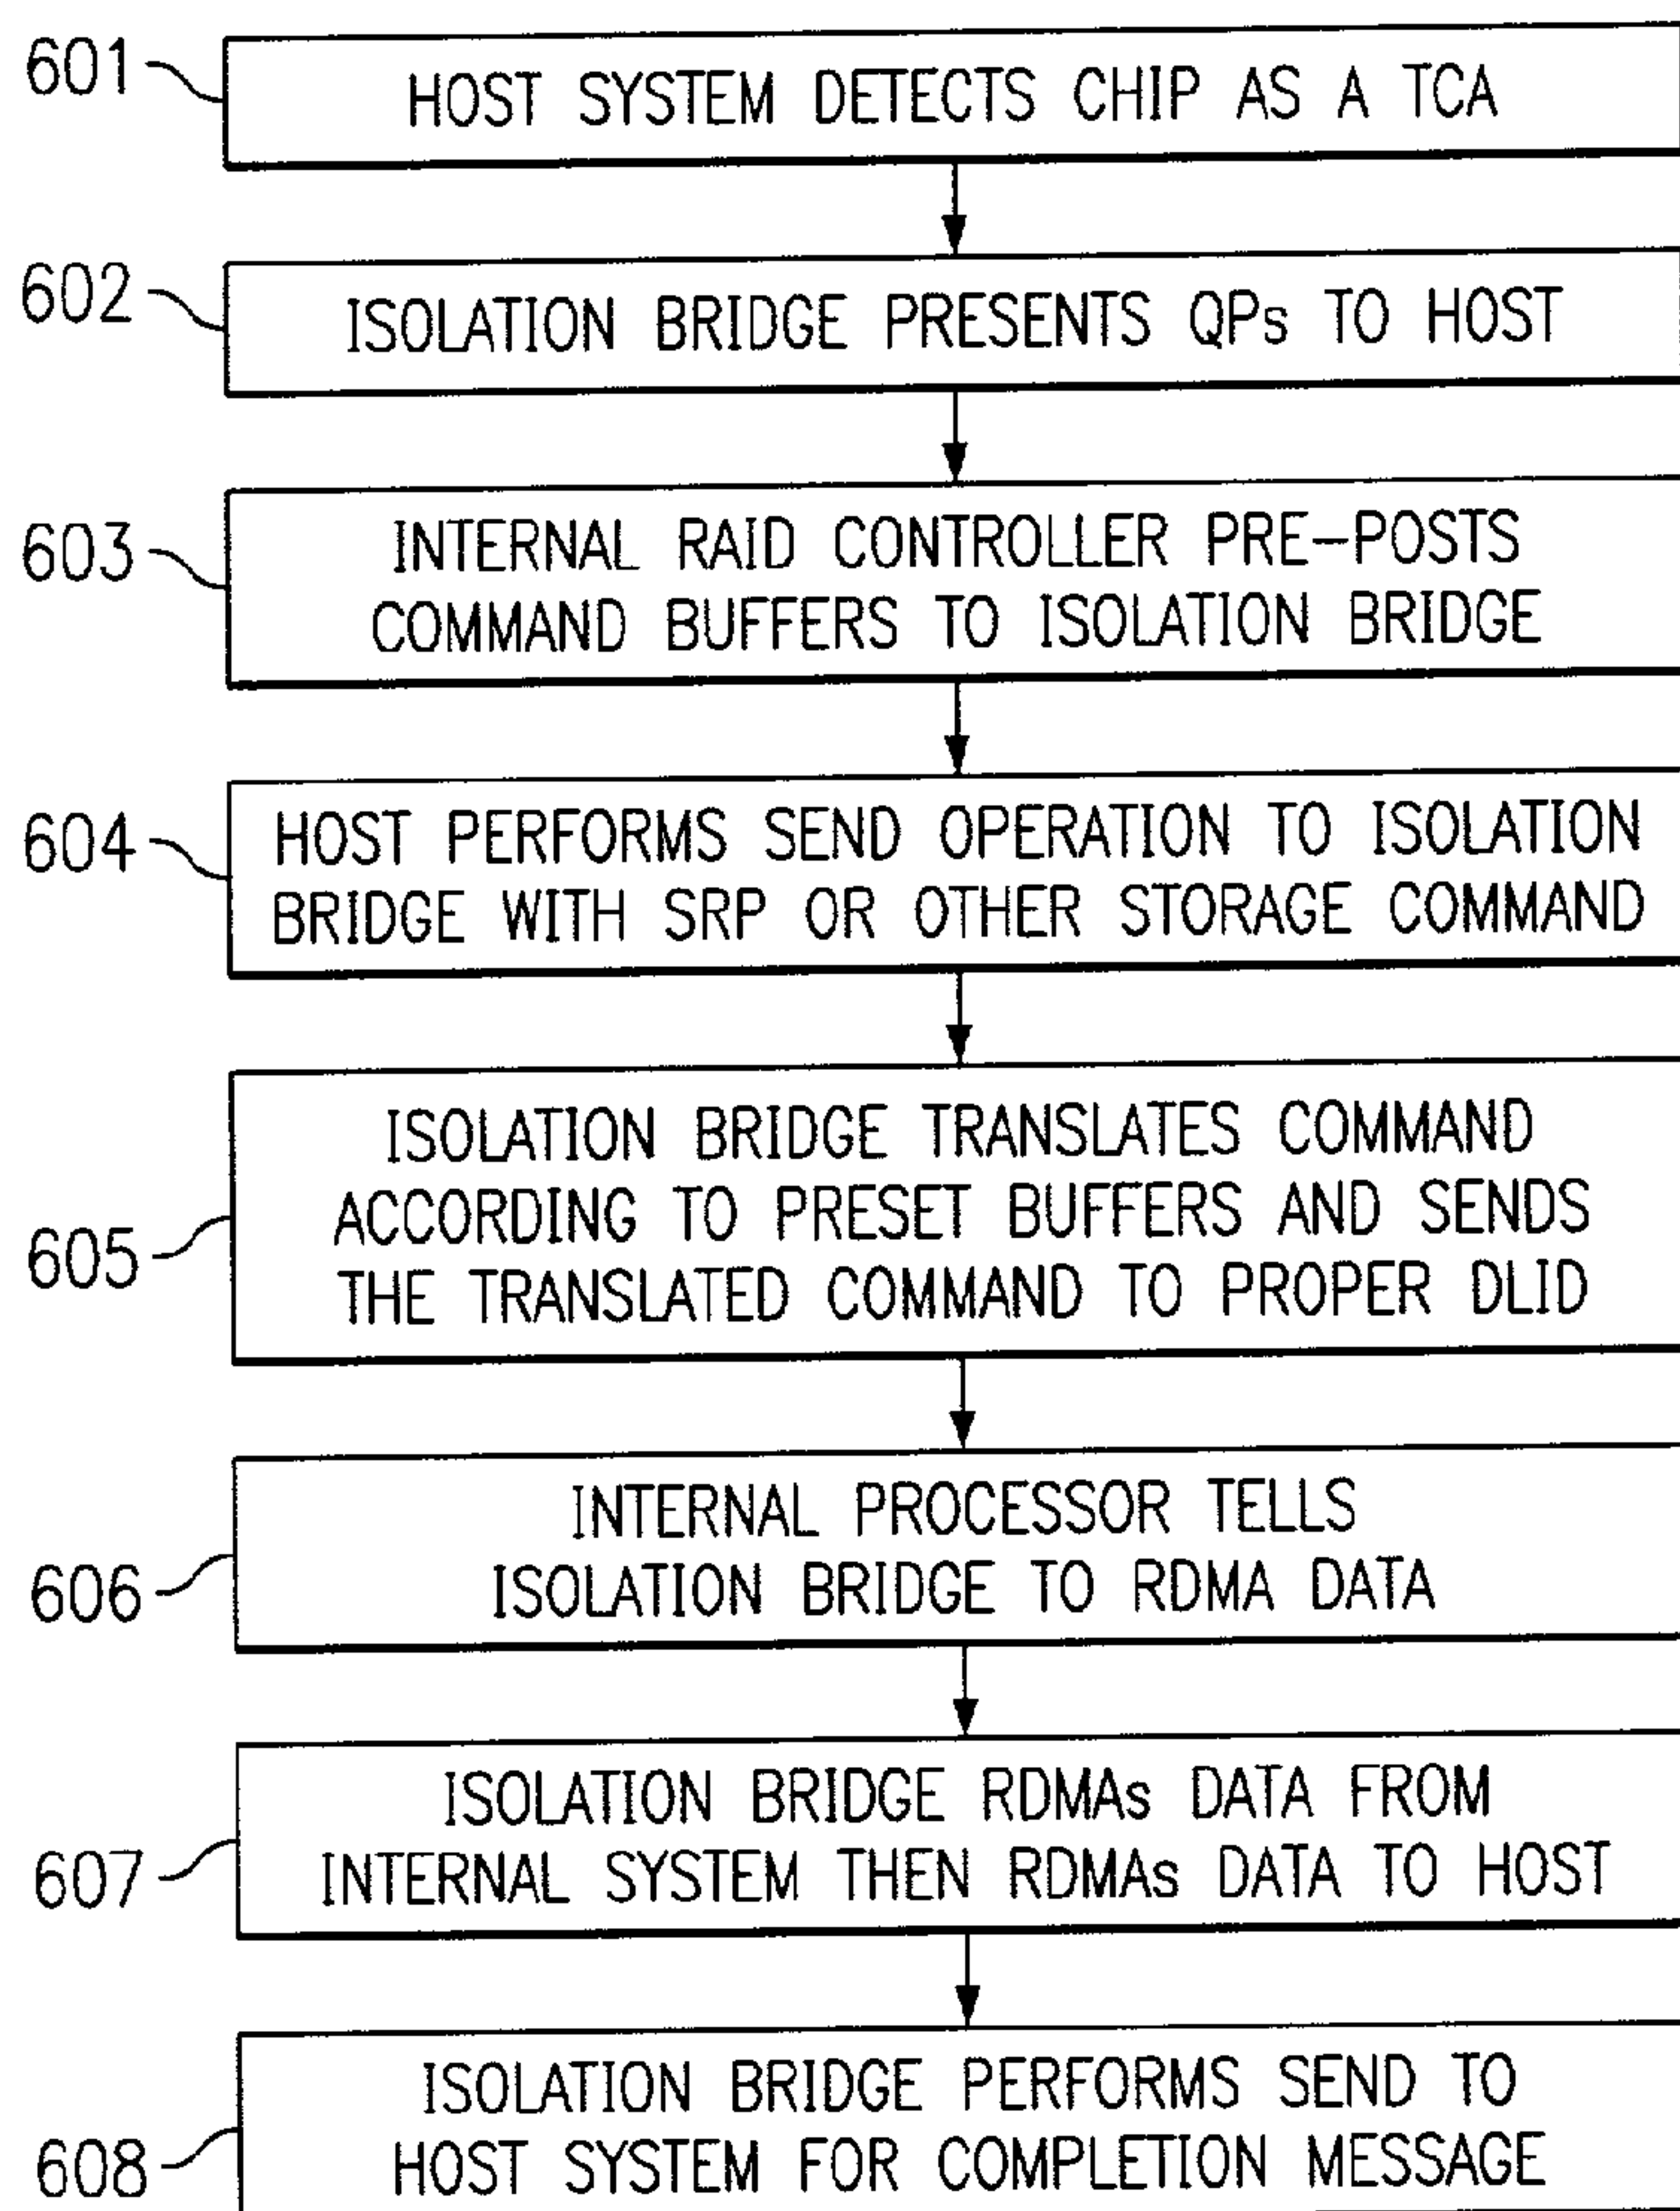 601
HOST SYSTEM DETECTS CHIP AS A TCA
602
ISOLATION BRIDGE PRESENTS QPs TO HOST
603
INTERNAL RAID CONTROLLER PRE-POSTS
COMMAND BUFFERS TO ISOLATION BRIDGE
604
HOST PERFORMS SEND OPERATION TO ISOLATION
BRIDGE WITH SRP OR OTHER STORAGE COMMAND
605
ISOLATION BRIDGE TRANSLATES COMMAND
ACCORDING TO PRESET BUFFERS AND SENDS
THE TRANSLATED COMMAND TO PROPER DLID
606
INTERNAL PROCESSOR TELLS
ISOLATION BRIDGE TO RDMA DATA
607
ISOLATION BRIDGE RDMAs DATA FROM
INTERNAL SYSTEM THEN RDMAs DATA TO HOST
608
ISOLATION BRIDGE PERFORMS SEND TO
HOST SYSTEM FOR COMPLETION MESSAGE